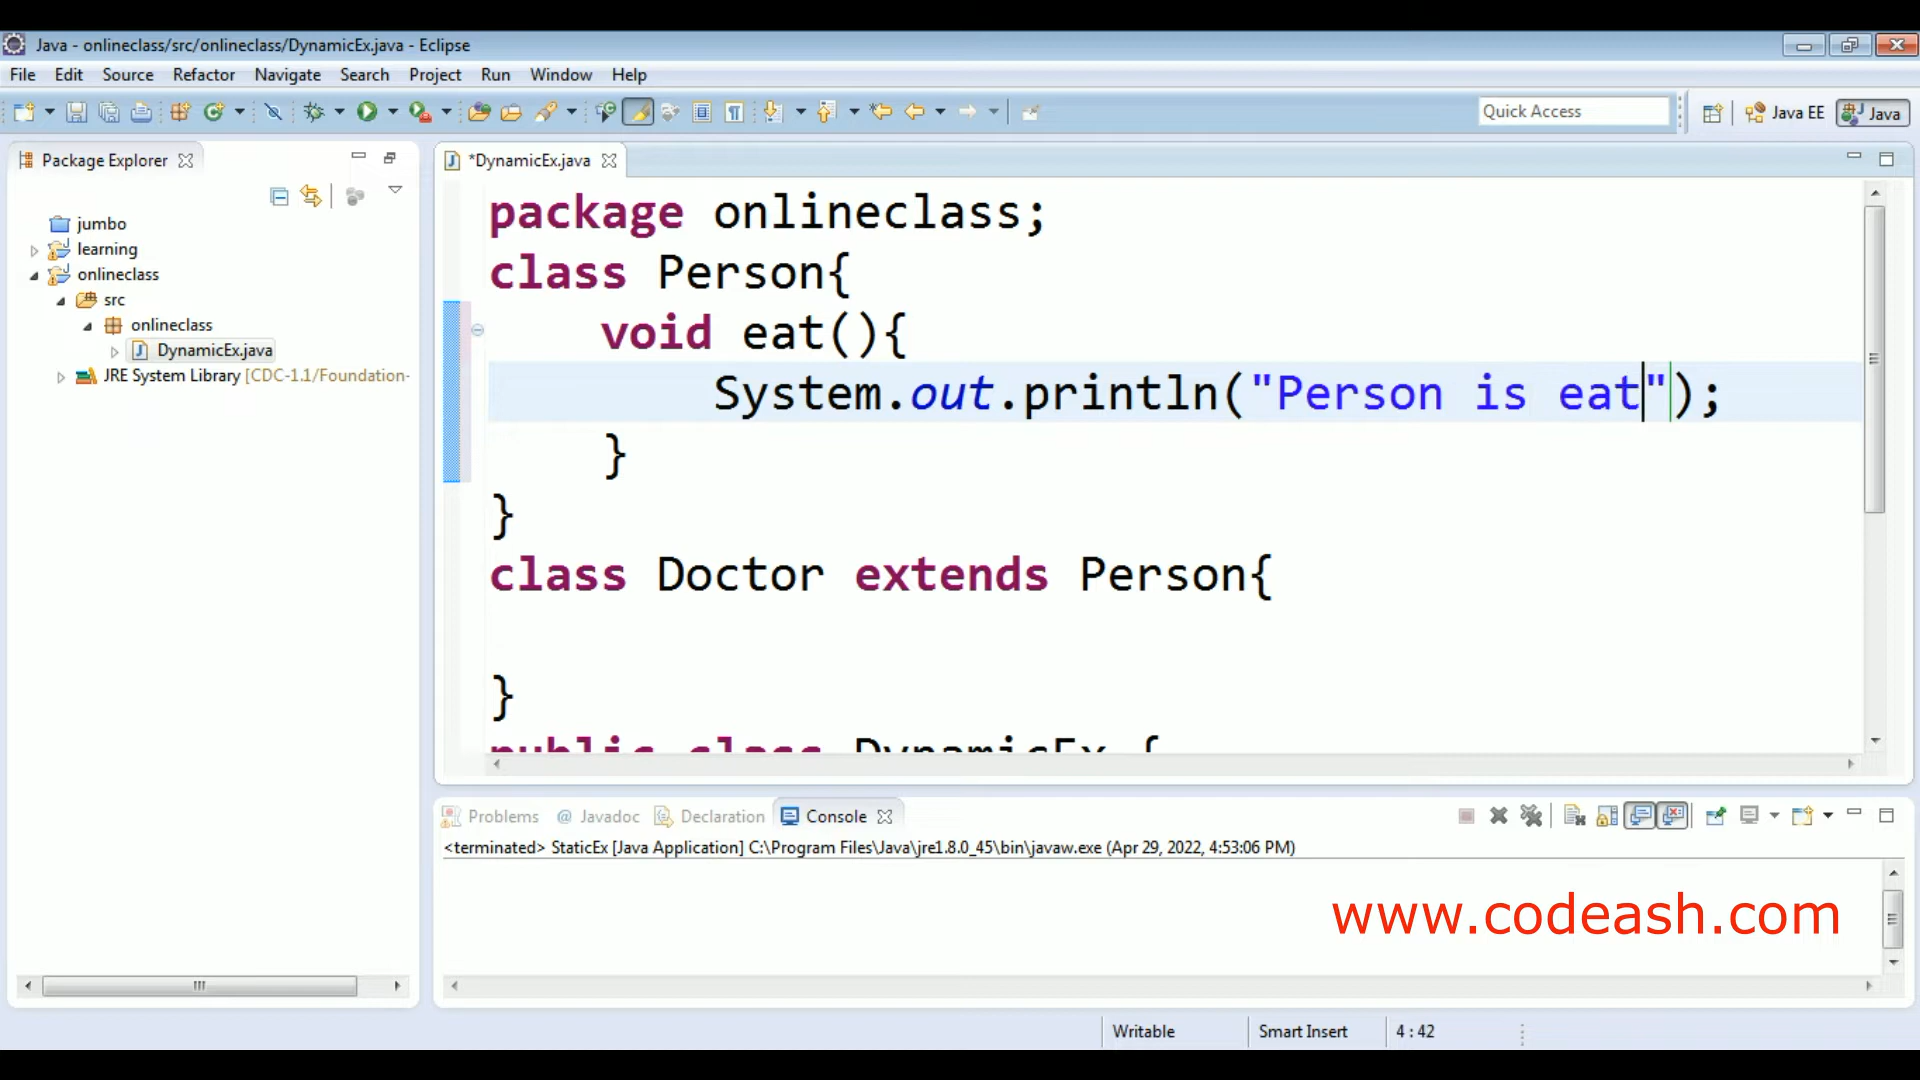 Java - onlineclass/src/onlineclass/DynamicEx.java - Eclipse
File Edit Source Refactor Navigate Search Project Run Window Help
Quick Access
Java EE
Java
Package Explorer
jumbo
learning
onlineclass
src
onlineclass
DynamicEx.java
JRE System Library [CDC-1.1/Foundation-
*DynamicEx.java
package onlineclass;
class Person{
void eat(){
System.out.println("Person is eat");
}
}
class Doctor extends Person{
}
public class DynamicEx {
Problems @ Javadoc Declaration Console
<terminated> StaticEx [Java Application] C:\Program Files\Java\jre1.8.0_45\bin\javaw.exe (Apr 29, 2022, 4:53:06 PM)
www.codeash.com
Writable Smart Insert 4 : 42